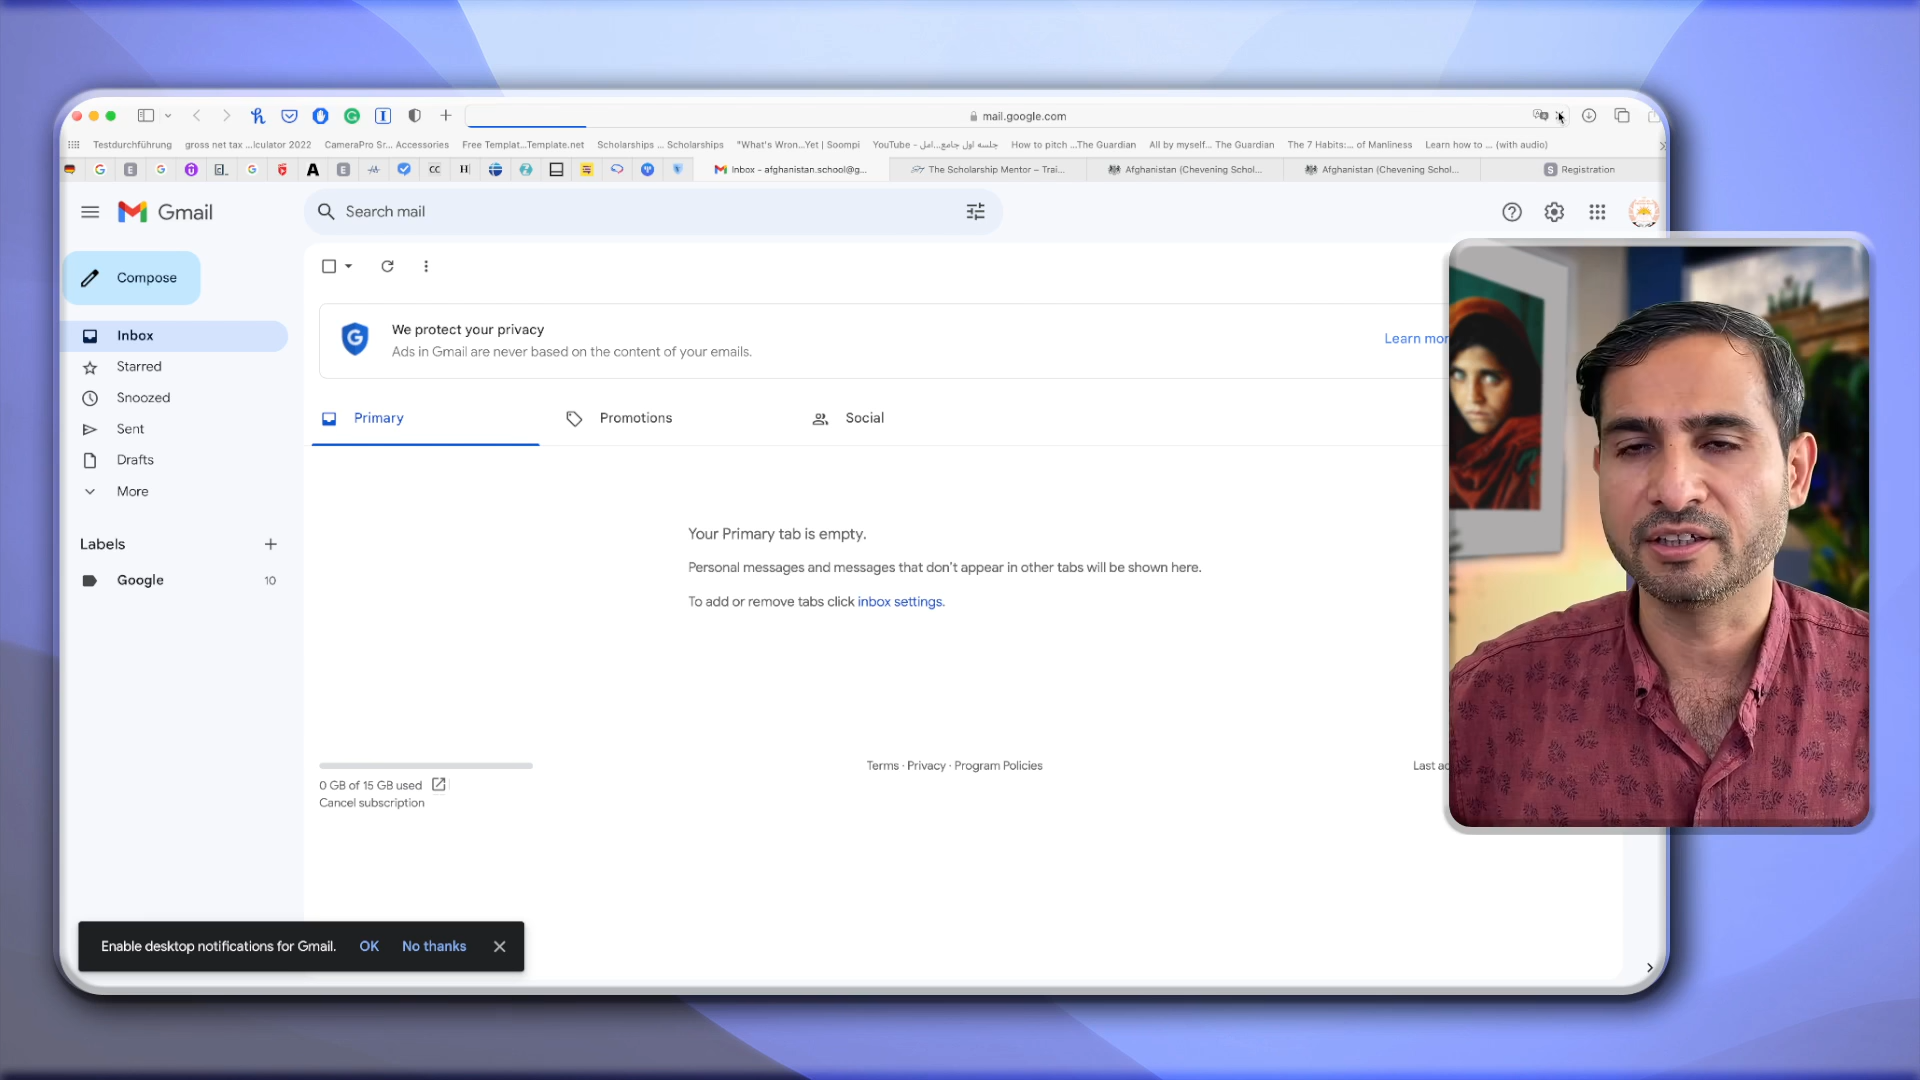 mail.google.com
Testdurchführung gross net tax ...lculator 2022 CameraPro Sr... Accessories Free Templat...Template.net Scholarships ... Scholarships "What's Wron...Yet | Soompi YouTube - جلسه اول جامع...امل How to pitch ...The Guardian All by myself... The Guardian The 7 Habits:... of Manliness Learn how to ... (with audio)
Inbox - afghanistan.school@g... The Scholarship Mentor – Trai... Afghanistan (Chevening Schol... Afghanistan (Chevening Schol... Registration
Gmail
Search mail
Compose
Inbox
Starred
Snoozed
Sent
Drafts
More
Labels
Google 10
We protect your privacy
Ads in Gmail are never based on the content of your emails.
Learn mor
Primary Promotions Social
Your Primary tab is empty.
Personal messages and messages that don't appear in other tabs will be shown here.
To add or remove tabs click inbox settings.
0 GB of 15 GB used
Cancel subscription
Terms · Privacy · Program Policies
Last ac
Enable desktop notifications for Gmail. OK No thanks